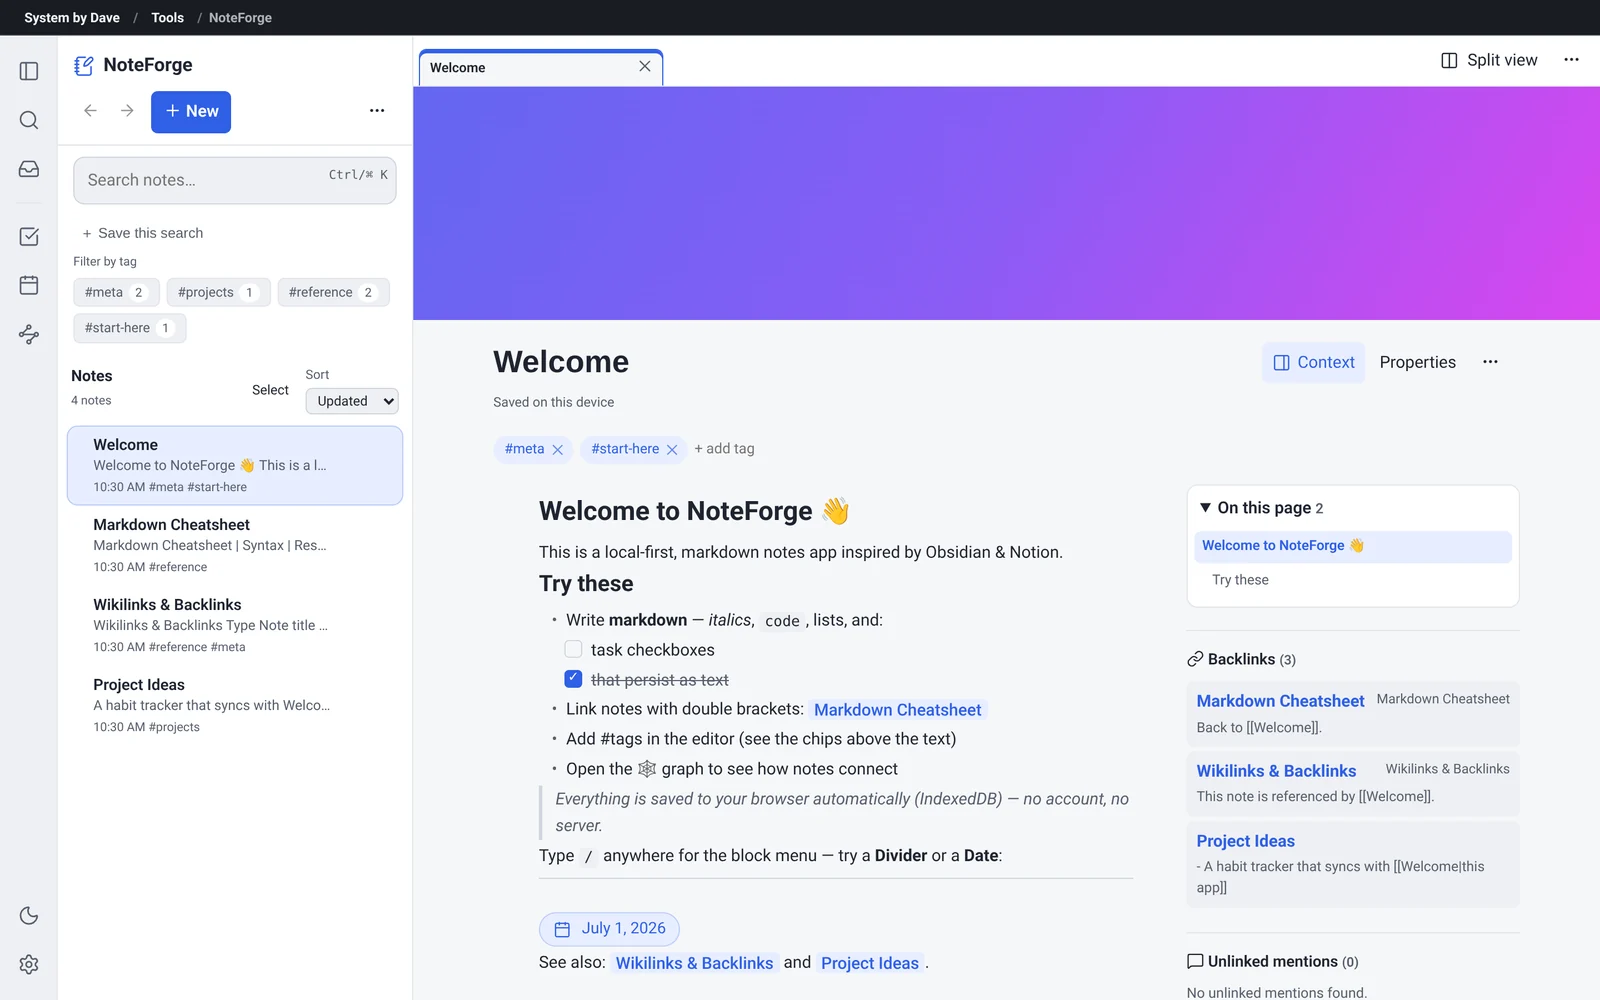 System by Dave / Tools / NoteForge
NoteForge
+ New
Search notes… Ctrl/⌘ K
+ Save this search
Filter by tag
#meta 2 #projects 1 #reference 2
#start-here 1
Notes
4 notes
Select
Sort
Updated
Welcome
Welcome to NoteForge 👋 This is a l…
10:30 AM #meta #start-here
Markdown Cheatsheet
Markdown Cheatsheet | Syntax | Res…
10:30 AM #reference
Wikilinks & Backlinks
Wikilinks & Backlinks Type Note title …
10:30 AM #reference #meta
Project Ideas
A habit tracker that syncs with Welco…
10:30 AM #projects
Welcome
Split view
Welcome
Context Properties
Saved on this device
#meta #start-here + add tag
Welcome to NoteForge 👋
This is a local-first, markdown notes app inspired by Obsidian & Notion.
Try these
• Write markdown — italics, code, lists, and:
task checkboxes
that persist as text
• Link notes with double brackets: Markdown Cheatsheet
• Add #tags in the editor (see the chips above the text)
• Open the 🕸 graph to see how notes connect
Everything is saved to your browser automatically (IndexedDB) — no account, no
server.
Type / anywhere for the block menu — try a Divider or a Date:
July 1, 2026
See also: Wikilinks & Backlinks and Project Ideas.
▼ On this page 2
Welcome to NoteForge 👋
Try these
Backlinks (3)
Markdown Cheatsheet Markdown Cheatsheet
Back to [[Welcome]].
Wikilinks & Backlinks Wikilinks & Backlinks
This note is referenced by [[Welcome]].
Project Ideas
- A habit tracker that syncs with [[Welcome|this
app]]
Unlinked mentions (0)
No unlinked mentions found.